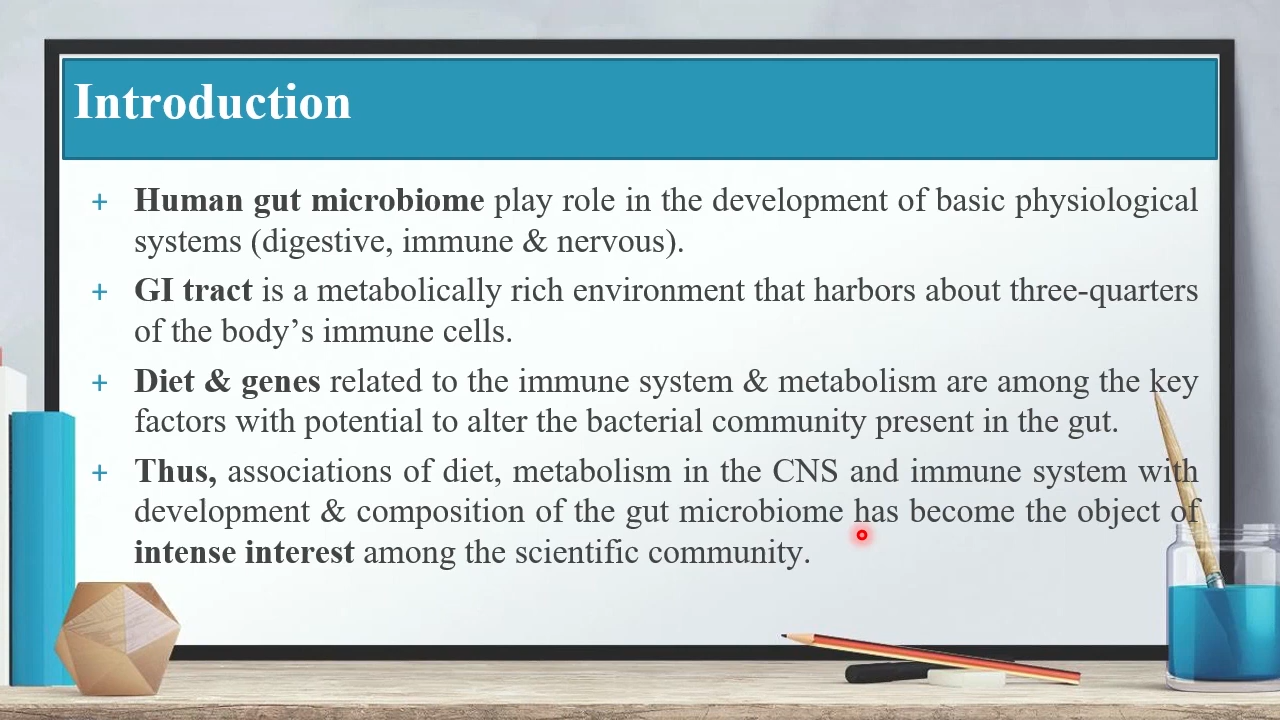 Introduction
+ Human gut microbiome play role in the development of basic physiological
systems (digestive, immune & nervous).
+ GI tract is a metabolically rich environment that harbors about three-quarters
of the body’s immune cells.
+ Diet & genes related to the immune system & metabolism are among the key
factors with potential to alter the bacterial community present in the gut.
+ Thus, associations of diet, metabolism in the CNS and immune system with
development & composition of the gut microbiome has become the object of
intense interest among the scientific community.